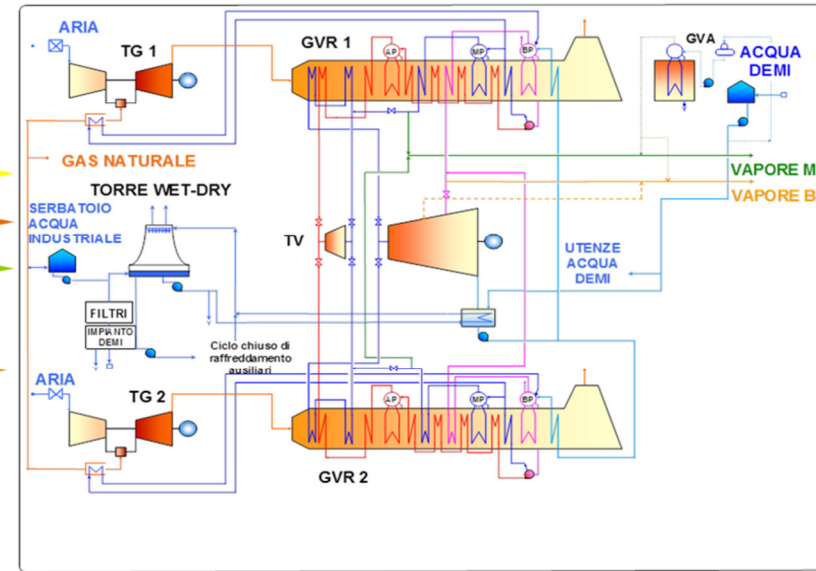 ARIA
TG 1
GVR 1
AP
MP
BP
GVA
ACQUA
DEMI
GAS NATURALE
VAPORE M
VAPORE B
TORRE WET-DRY
SERBATOIO
ACQUA
INDUSTRIALE
TV
UTENZE
ACQUA
DEMI
FILTRI
IMPIANTO
DEMI
Ciclo chiuso di
raffreddamento
ausiliari
ARIA
TG 2
AP
MP
BP
GVR 2